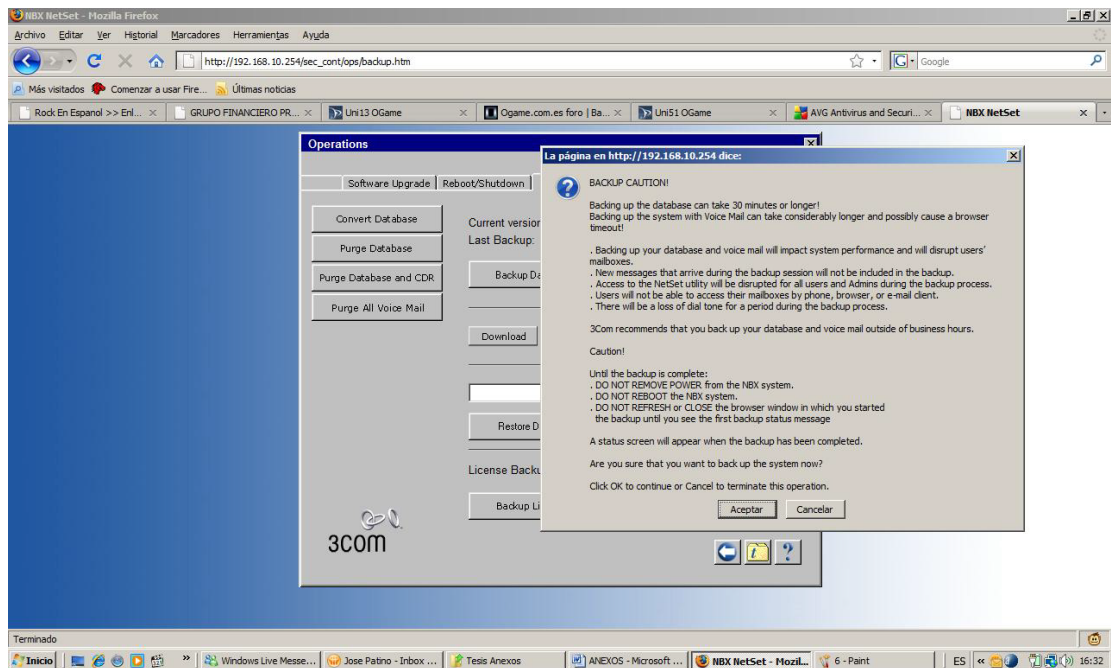 NBX NetSet - Mozilla Firefox
Archivo Editar Ver Historial Marcadores Herramientas Ayuda
http://192.168.10.254/sec_cont/ops/backup.htm
Google
Más visitados Comenzar a usar Fire... Últimas noticias
Rock En Espanol >> Enl...
GRUPO FINANCIERO PR...
Uni13 OGame
Ogame.com.es foro | Ba...
Uni51 OGame
AVG Antivirus and Securi...
NBX NetSet
Operations
Software Upgrade
Reboot/Shutdown
Convert Database
Purge Database
Purge Database and CDR
Purge All Voice Mail
Current version
Last Backup:
Backup Da
Download
Restore D
License Backu
Backup Li
3COM
La página en http://192.168.10.254 dice:
BACKUP CAUTION!
Backing up the database can take 30 minutes or longer!
Backing up the system with Voice Mail can take considerably longer and possibly cause a browser
timeout!
. Backing up your database and voice mail will impact system performance and will disrupt users'
mailboxes.
. New messages that arrive during the backup session will not be included in the backup.
. Access to the NetSet utility will be disrupted for all users and Admins during the backup process.
. Users will not be able to access their mailboxes by phone, browser, or e-mail client.
. There will be a loss of dial tone for a period during the backup process.
3Com recommends that you back up your database and voice mail outside of business hours.
Caution!
Until the backup is complete:
. DO NOT REMOVE POWER from the NBX system.
. DO NOT REBOOT the NBX system.
. DO NOT REFRESH or CLOSE the browser window in which you started
the backup until you see the first backup status message
A status screen will appear when the backup has been completed.
Are you sure that you want to back up the system now?
Click OK to continue or Cancel to terminate this operation.
Aceptar
Cancelar
Terminado
Inicio
Windows Live Messe...
Jose Patino - Inbox ...
Tesis Anexos
ANEXOS - Microsoft ...
NBX NetSet - Mozil...
6 - Paint
ES
16:32